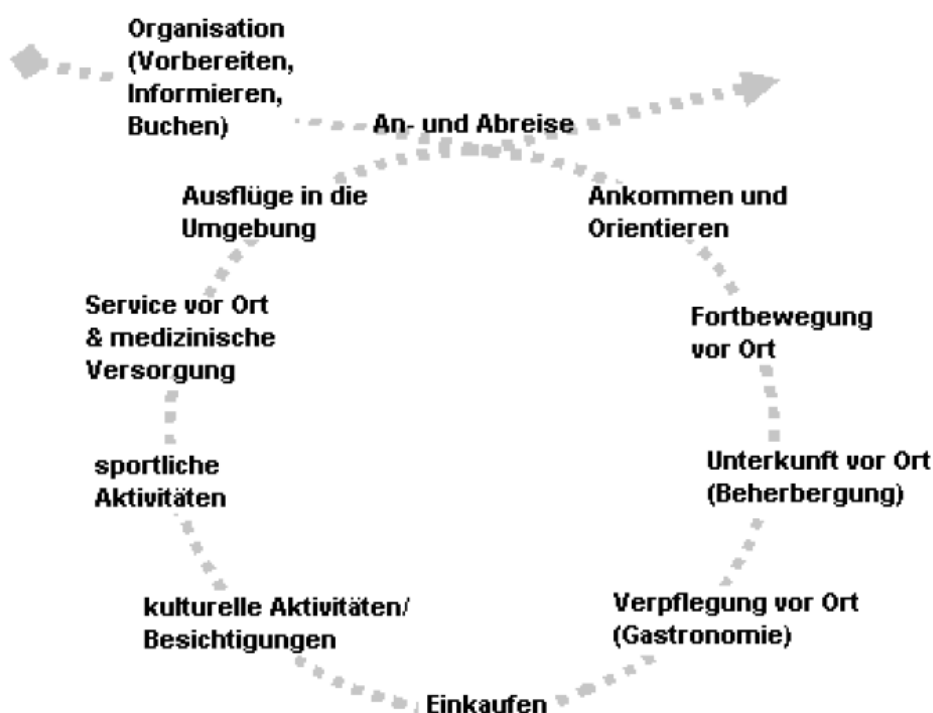 Organisation
(Vorbereiten,
Informieren,
Buchen)
An- und Abreise
Ankommen und
Orientieren
Fortbewegung
vor Ort
Unterkunft vor Ort
(Beherbergung)
Verpflegung vor Ort
(Gastronomie)
Einkaufen
kulturelle Aktivitäten/
Besichtigungen
sportliche
Aktivitäten
Service vor Ort
& medizinische
Versorgung
Ausflüge in die
Umgebung